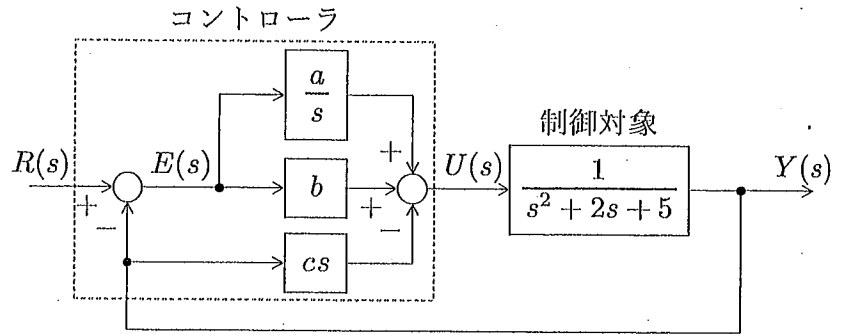 コントローラ
a/s
制御対象
R(s)
E(s)
+
U(s)
1/(s^2 + 2s + 5)
Y(s)
+
b
+
−
−
cs